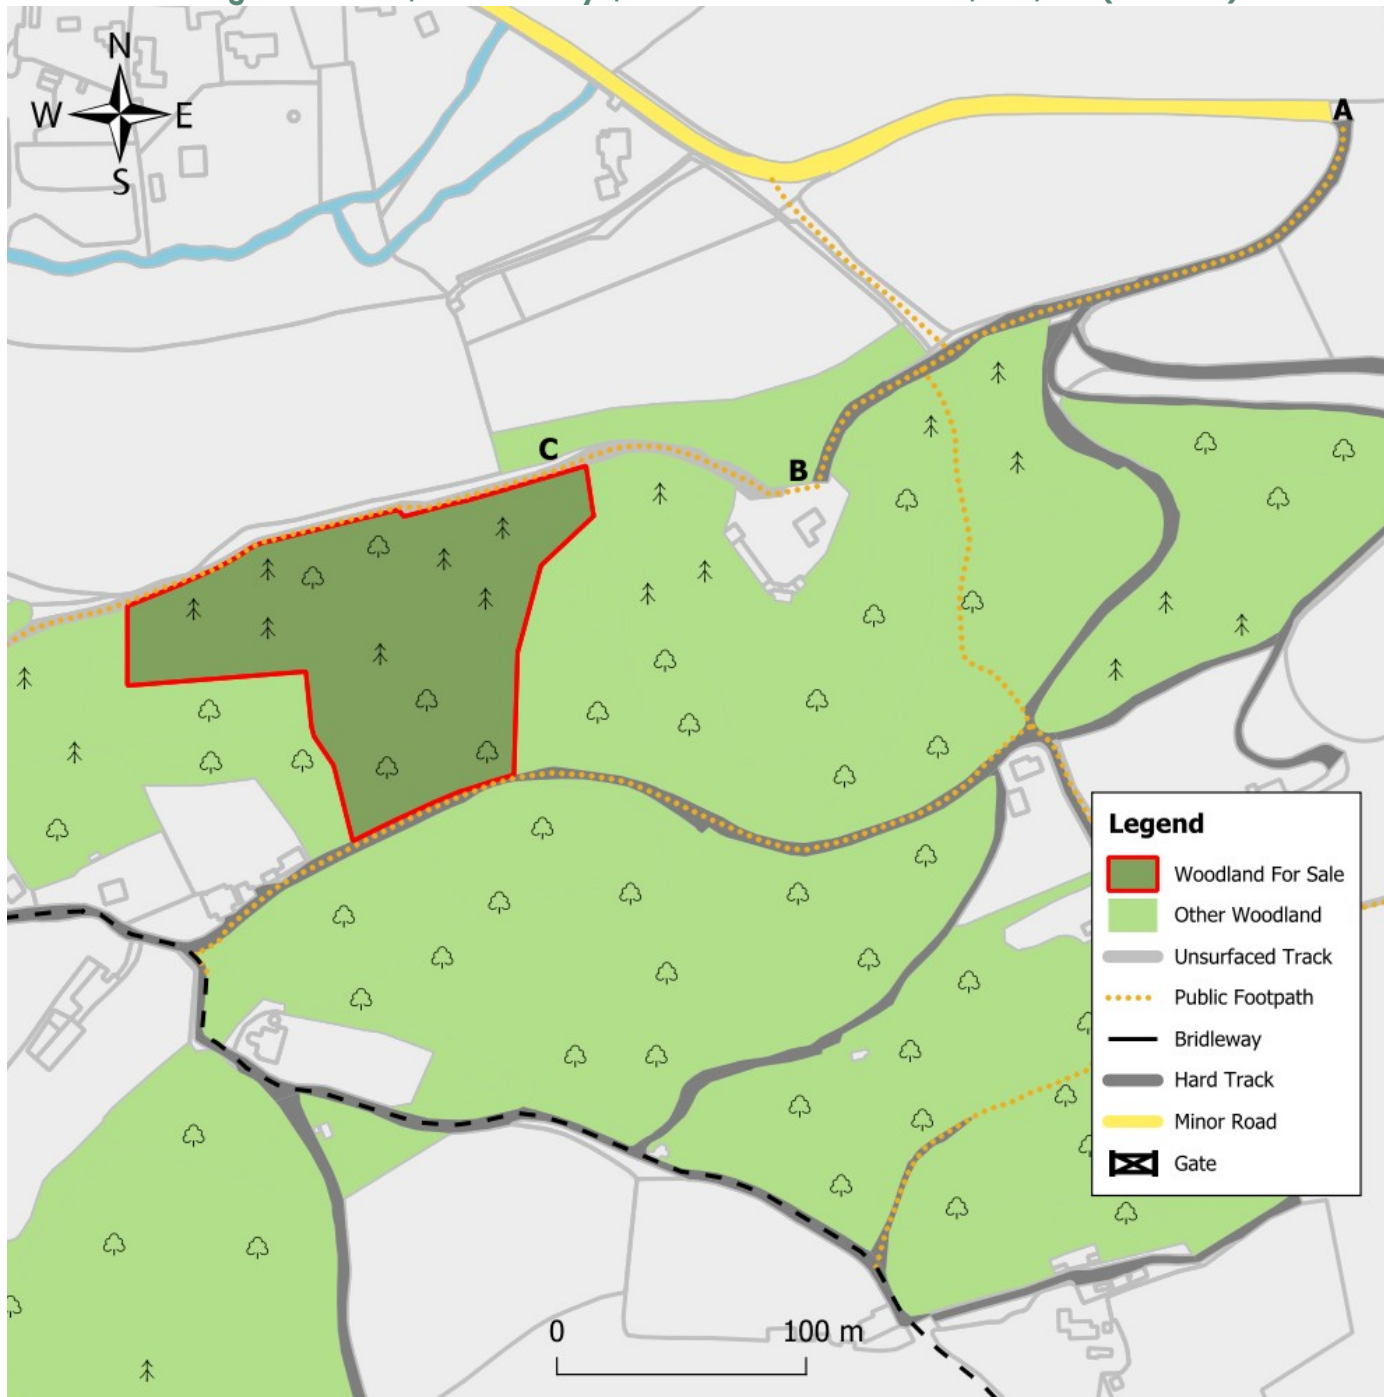 N
W E
S
A
C
B
Legend
Woodland For Sale
Other Woodland
Unsurfaced Track
Public Footpath
Bridleway
Hard Track
Minor Road
Gate
0 100 m